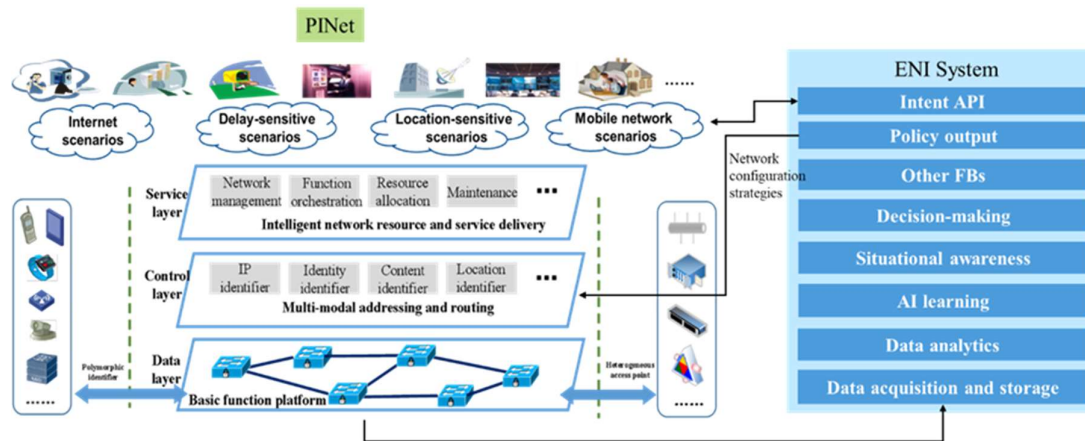 PINet
......
Internet
scenarios
Delay-sensitive
scenarios
Location-sensitive
scenarios
Mobile network
scenarios
Service
layer
Network
management
Function
orchestration
Resource
allocation
Maintenance
...
Intelligent network resource and service delivery
Control
layer
IP
identifier
Identity
identifier
Content
identifier
Location
identifier
...
Multi-modal addressing and routing
Data
layer
Basic function platform
Polymorphic
identifier
Heterogeneous
access point
......
......
Network
configuration
strategies
ENI System
Intent API
Policy output
Other FBs
Decision-making
Situational awareness
AI learning
Data analytics
Data acquisition and storage